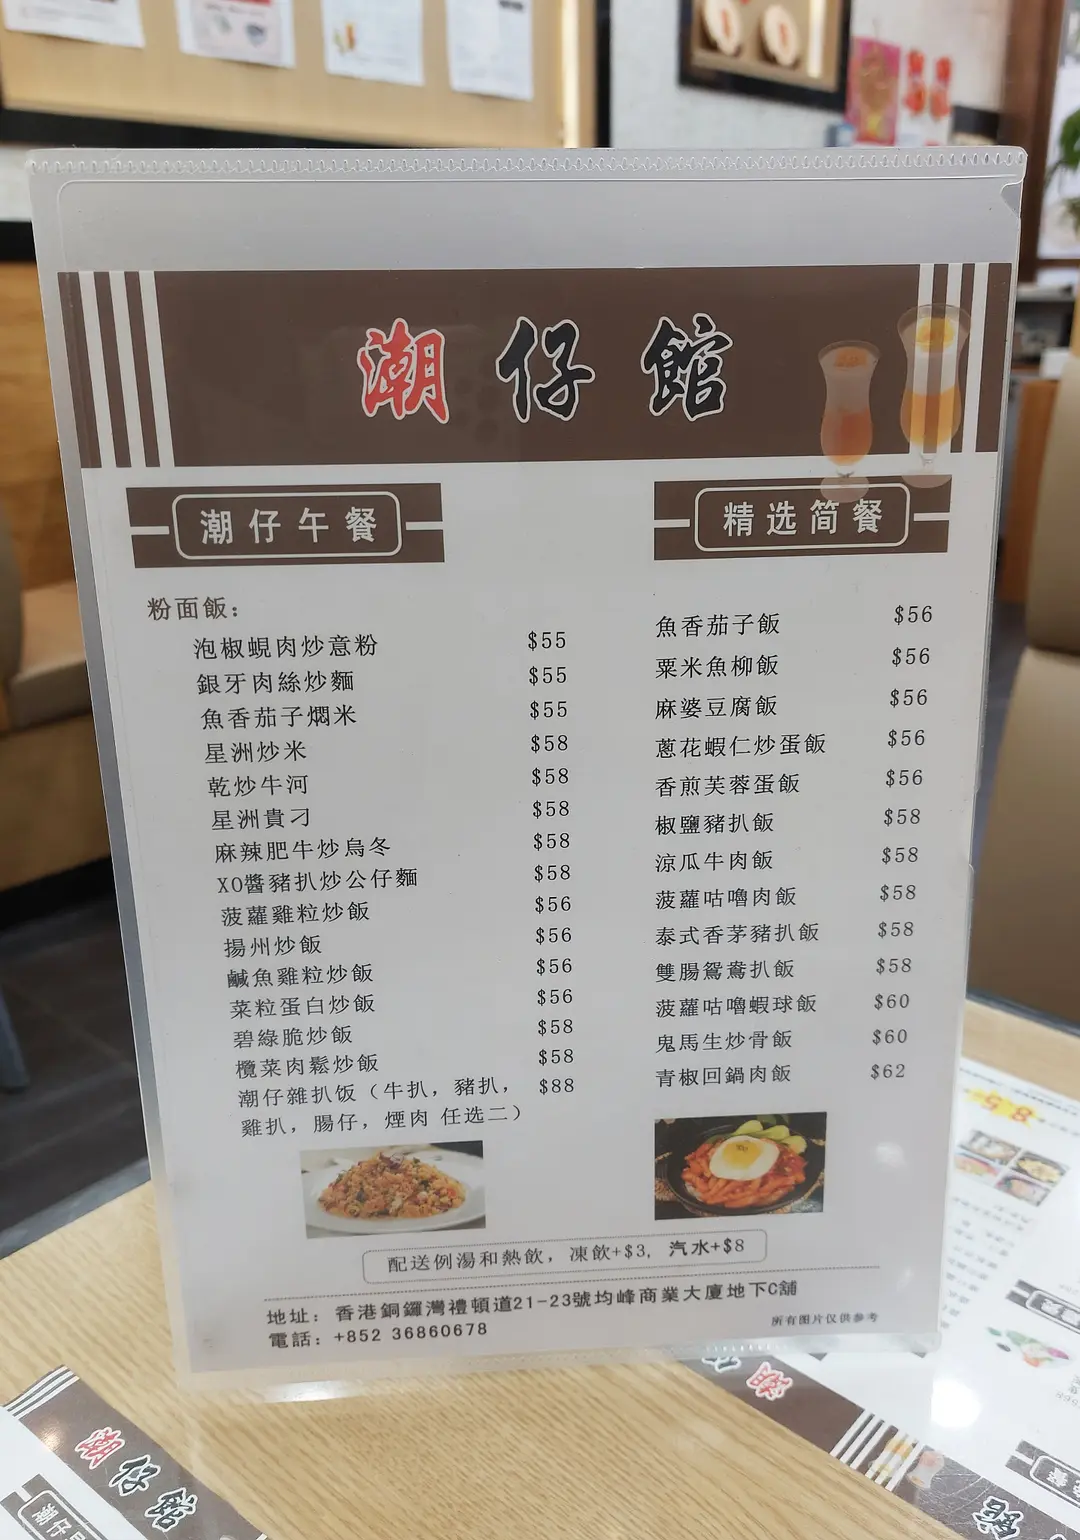 潮仔館
潮仔午餐
粉面飯：
泡椒蜆肉炒意粉 $55
銀牙肉絲炒麵 $55
魚香茄子燜米 $55
星洲炒米 $58
乾炒牛河 $58
星洲貴刁 $58
麻辣肥牛炒烏冬 $58
XO醬豬扒炒公仔麵 $58
菠蘿雞粒炒飯 $56
揚州炒飯 $56
鹹魚雞粒炒飯 $56
菜粒蛋白炒飯 $56
碧綠脆炒飯 $58
欖菜肉鬆炒飯 $58
潮仔雜扒饭（牛扒，豬扒， $88
雞扒，腸仔，煙肉 任选二）
精选简餐
魚香茄子飯 $56
粟米魚柳飯 $56
麻婆豆腐飯 $56
蔥花蝦仁炒蛋飯 $56
香煎芙蓉蛋飯 $56
椒鹽豬扒飯 $58
涼瓜牛肉飯 $58
菠蘿咕嚕肉飯 $58
泰式香茅豬扒飯 $58
雙腸鴛鴦扒飯 $58
菠蘿咕嚕蝦球飯 $60
鬼馬生炒骨飯 $60
青椒回鍋肉飯 $62
配送例湯和熱飲，凍飲+$3，汽水+$8
地址：香港銅鑼灣禮頓道21-23號均峰商業大廈地下C舖
電話：+852 36860678
所有图片仅供参考
潮仔館
潮仔
85
館